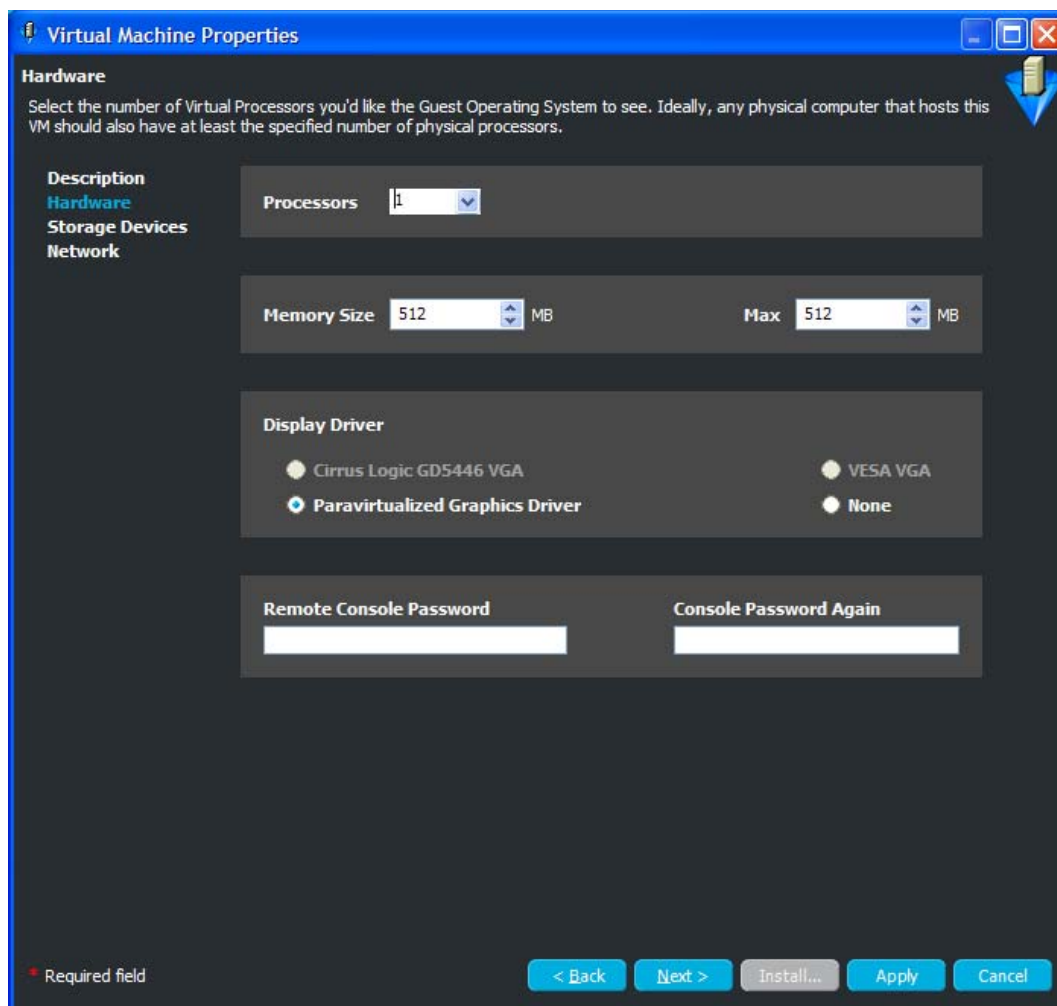 Virtual Machine Properties
Hardware
Select the number of Virtual Processors you'd like the Guest Operating System to see. Ideally, any physical computer that hosts this
VM should also have at least the specified number of physical processors.
Description
Hardware
Storage Devices
Network
Processors 1
Memory Size 512 MB Max 512 MB
Display Driver
Cirrus Logic GD5446 VGA VESA VGA
Paravirtualized Graphics Driver None
Remote Console Password Console Password Again
* Required field < Back Next > Install... Apply Cancel